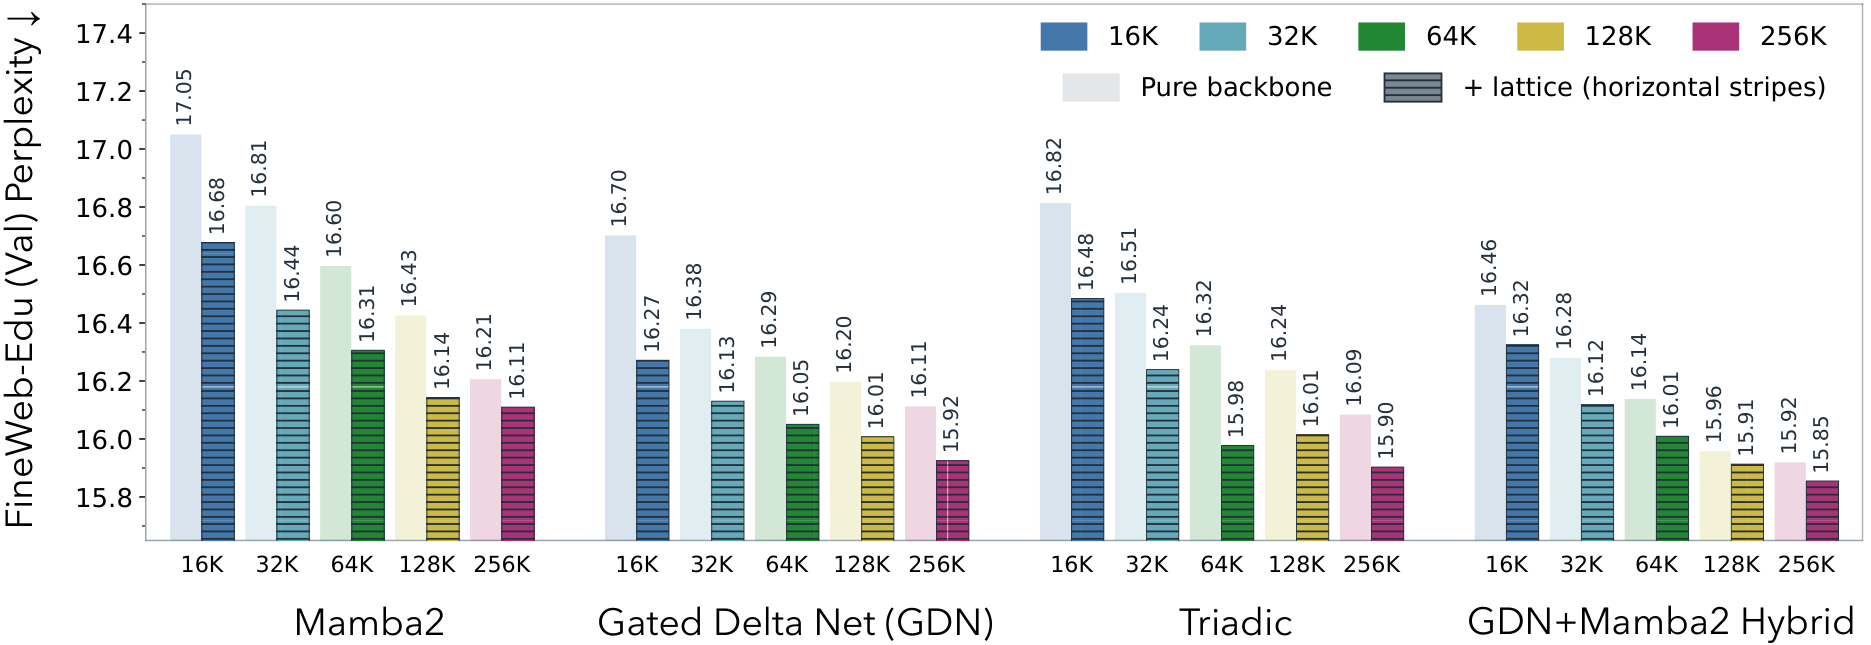 FineWeb-Edu (Val) Perplexity ↓
17.4
17.2
17.0
16.8
16.6
16.4
16.2
16.0
15.8
16K 32K 64K 128K 256K
Pure backbone + lattice (horizontal stripes)
17.05 16.68 16.81 16.44 16.60 16.31 16.43 16.14 16.21 16.11
16.70 16.27 16.38 16.13 16.29 16.05 16.20 16.01 16.11 15.92
16.82 16.48 16.51 16.24 16.32 15.98 16.24 16.01 16.09 15.90
16.46 16.32 16.28 16.12 16.14 16.01 15.96 15.91 15.92 15.85
16K 32K 64K 128K 256K 16K 32K 64K 128K 256K 16K 32K 64K 128K 256K 16K 32K 64K 128K 256K
Mamba2 Gated Delta Net (GDN) Triadic GDN+Mamba2 Hybrid